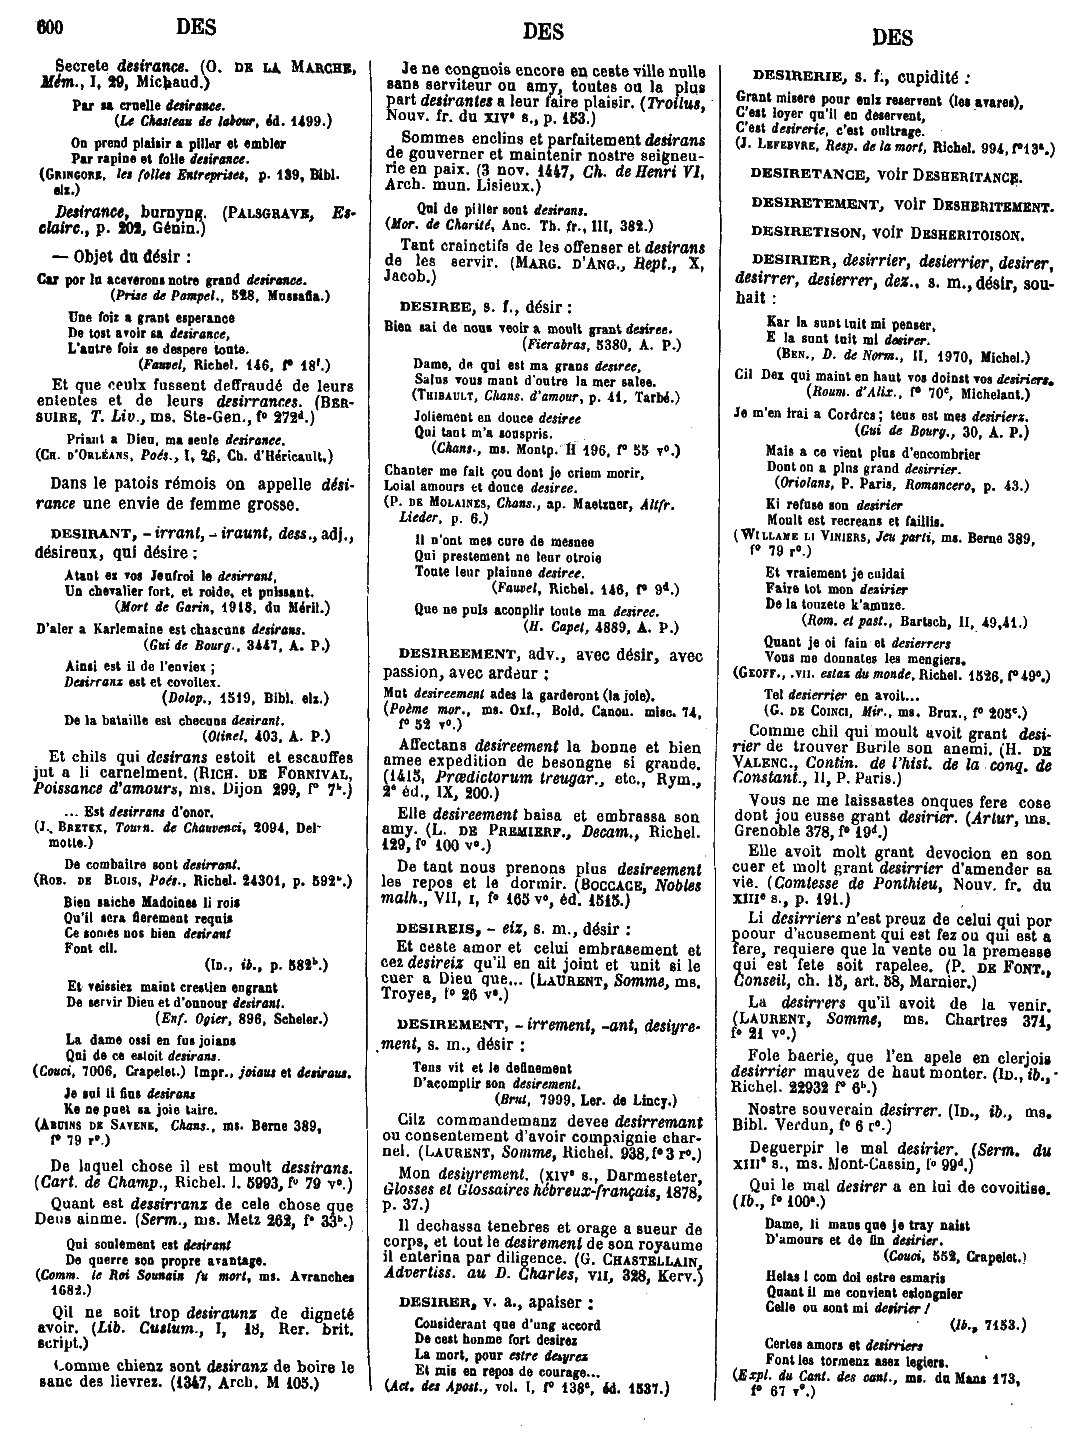 600 DES
DES
DES
Secrete desirance. (O. DE LA MARCHE,
Mém., I, 29, Michaud.)
Par sa cruelle desirance.
(Le Chasteau de labour, éd. 1499.)
On prend plaisir a piller et embler
Par rapine et folle desirance.
(GRINGORE, les folles Entreprises, p. 139, Bibl.
elz.)
Desirance, burnyng. (PALSGRAVE, Es-
claire., p. 202, Génin.)
— Objet du désir :
Car por lu aceverons notre grand desirance.
(Prise de Pampel., 528, Mussafia.)
Une foiz a grant esperance
De tost avoir sa desirance,
L'autre foiz se despere toute.
(Fauvel, Richel. 146, f° 18f.)
Et que ceulx fussent deffraudé de leurs
ententes et de leurs desirrances. (BER-
SUIRE, T. Liv., ms. Ste-Gen., f° 272d.)
Priant a Dieu, ma seule desirance.
(CH. D'ORLÉANS, Poés., I, 26, Ch. d'Héricault.)
Dans le patois rémois on appelle dési-
rance une envie de femme grosse.
DESIRANT, - irrant, - iraunt, dess., adj.,
désireux, qui désire :
Atant ez vos Jeufroi le desirrant,
Un chevalier fort, et roide, et puissant.
(Mort de Garin, 1918, du Méril.)
D'aler a Karlemaine est chascuns desirans.
(Gui de Bourg., 3447, A. P.)
Ainsi est il de l'enviex ;
Desirranz est et covoitex.
(Dolop., 1519, Bibl. elz.)
De la bataille est checuns desirant.
(Otinel, 403, A. P.)
Et chils qui desirans estoit et escauffes
jut a li carnelment. (RICH. DE FORNIVAL,
Poissance d'amours, ms. Dijon 299, f° 7b.)
... Est desirrans d'onor.
(J. BRETEX, Tourn. de Chauvenci, 2094, Del-
motte.)
De combattre sont desirrant.
(ROB. DE BLOIS, Poés., Richel. 24301, p. 592b.)
Bien saiche Madoines li rois
Qu'il sera fierement requis
Ce somes nos bien desirant
Font cil.
(ID., ib., p. 582b.)
Et veissiez maint crestien engrant
De servir Dieu et d'onnour desirant.
(Enf. Ogier, 896, Scheler.)
La dame ossi en fu joians
Qui de ce estoit desirans.
(Couci, 7006, Crapelet.) Impr., joiaus et desiraus.
Je sui li fins desirans
Ke ne puet sa joie taire.
(ABUINS DE SAVENE, Chans., ms. Berne 389,
f° 79 r°.)
De laquel chose il est moult dessirans.
(Cart. de Champ., Richel. l. 5993, f° 79 v°.)
Quant est dessirranz de cele chose que
Deus ainme. (Serm., ms. Metz 262, f° 33b.)
Qui soulement est desirant
De querre son propre avantage.
(Comm. le Roi Sounain fu mort, ms. Avranches
1682.)
Qil ne soit trop desiraunz de digneté
avoir. (Lib. Custum., I, 18, Rer. brit.
script.)
Comme chienz sont desiranz de boire le
sanc des lievrez. (1347, Arch. M 105.)
Je ne congnois encore en ceste ville nulle
sans serviteur ou amy, toutes ou la plus
part desirantes a leur faire plaisir. (Troilus,
Nouv. fr. du XIVe s., p. 153.)
Sommes enclins et parfaitement desirans
de gouverner et maintenir nostre seigneu-
rie en paix. (3 nov. 1447, Ch. de Henri VI,
Arch. mun. Lisieux.)
Qui de piller sont desirans.
(Mor. de Charité, Anc. Th. fr., III, 382.)
Tant crainctifs de les offenser et desirans
de les servir. (MARG. D'ANG., Hept., X,
Jacob.)
DESIREE, s. f., désir :
Bien sai de nous veoir a moult grant desiree.
(Fierabras, 5380, A. P.)
Dame, de qui est ma grans desiree,
Salus vous mant d'outre la mer salee.
(THIBAULT, Chans. d'amour, p. 41, Tarbé.)
Joliement en douce desiree
Qui tant m'a souspris.
(Chans., ms. Montp. H 196, f° 55 v°.)
Chanter me fait çou dont je criem morir,
Loial amours et douce desiree.
(P. DE MOLAINES, Chans., ap. Maetzner, Altfr.
Lieder, p. 6.)
Il n'ont mes cure de mesnee
Qui prestement ne leur otroie
Toute leur plainne desiree.
(Fauvel, Richel. 146, f° 9d.)
Que ne puis acomplir toute ma desiree.
(H. Capet, 4889, A. P.)
DESIREEMENT, adv., avec désir, avec
passion, avec ardeur :
Mut desireement ades la garderont (la joie).
(Poème mor., ms. Oxf., Bodl. Canon. misc. 74,
f° 52 v°.)
Affectans desireement la bonne et bien
amee expedition de besongne si grande.
(1415, Prædictorum treugar., etc., Rym.,
2e éd., IX, 200.)
Elle desireement baisa et embrassa son
amy. (L. DE PREMIERF., Decam., Richel.
129, f° 100 v°.)
De tant nous prenons plus desireement
les repos et le dormir. (BOCCACE, Nobles
malh., VII, I, f° 165 v°, éd. 1515.)
DESIREIS, - eiz, s. m., désir :
Et ceste amor et celui embrasement et
cez desireiz qu'il en ait joint et unit si le
cuer a Dieu que... (LAURENT, Somme, ms.
Troyes, f° 26 v°.)
DESIREMENT, - irrement, -ant, desiyre-
ment, s. m., désir :
Tens vit et le definement
D'acomplir son desirement.
(Brut, 7999, Ler. de Lincy.)
Cilz commandemanz devee desirremant
ou consentement d'avoir compaignie char-
nel. (LAURENT, Somme, Richel. 938, f° 3 r°.)
Mon desiyrement. (XIVe s., Darmesteter,
Glosses et Glossaires hébreux-français, 1878,
p. 37.)
Il dechassa tenebres et orage a sueur de
corps, et tout le desirement de son royaume
il enterina par diligence. (G. CHASTELLAIN,
Advertiss. au D. Charles, VII, 328, Kerv.)
DESIRER, v. a., apaiser :
Considerant que d'ung accord
De cest homme fort desirez
La mort, pour estre desyrez
Et mis en repos de courage...
(Act. des Apost., vol. I, f° 138a, éd. 1537.)
DESIRERIE, s. f., cupidité :
Grant misere pour eulz reservent (les avares),
C'est loyer qu'il en deservent,
C'est desirerie, c'est oultrage.
(J. LEFEBVRE, Resp. de la mort, Richel. 994, f° 13a.)
DESIRETANCE, voir DESHERITANCE.
DESIRETEMENT, voir DESHERITEMENT.
DESIRETISON, voir DESHERITOISON.
DESIRIER, desirrier, desierrier, desirer,
desirrer, desierrer, dez., s. m., désir, sou-
hait :
Kar la sunt tuit mi penser,
E la sunt tuit mi desirer.
(BEN., D. de Norm., II, 1970, Michel.)
Cil Dex qui maint en haut vos doinst vos desiriers.
(Roum. d'Alix., f° 70c, Michelant.)
Je m'en irai a Cordres ; tens est mes desirierz.
(Gui de Bourg., 30, A. P.)
Mais a ce vient plus d'encombrier
Dont on a plus grand desirrier.
(Oriolans, P. Paris, Romancero, p. 43.)
Ki refuse son desirier
Moult est recreans et faillis.
(WILLAME LI VINIERS, Jeu parti, ms. Berne 389,
f° 79 r°.)
Et vraiement je cuidai
Faire tot mon desirier
De la touzete k'amuze.
(Rom. et past., Bartsch, II, 49, 41.)
Quant je oi fain et desierrers
Vous me donnates les mengiers.
(GEOFF., .VII. estaz du monde, Richel. 1526, f° 49c.)
Tel desierrier en avoit...
(G. DE COINCI, Mir., ms. Brux., f° 205c.)
Comme chil qui moult avoit grant desi-
rier de trouver Burile son anemi. (H. DE
VALENC., Contin. de l'hist. de la conq. de
Constant., II, P. Paris.)
Vous ne me laissastes onques fere cose
dont jou eusse grant desirier. (Artur, ms.
Grenoble 378, f° 19d.)
Elle avoit molt grant devocion en son
cuer et molt grant desirrier d'amender sa
vie. (Comtesse de Ponthieu, Nouv. fr. du
XIIIe s., p. 191.)
Li desirriers n'est preuz de celui qui por
poour d'acusement qui est fez ou qui est a
fere, requiere que la vente ou la premesse
qui est fete soit rapelee. (P. DE FONT.,
Conseil, ch. 15, art. 58, Marnier.)
La desirrers qu'il avoit de la venir.
(LAURENT, Somme, ms. Chartres 371,
f° 21 v°.)
Fole baerie, que l'en apele en clerjois
desirrier mauvez de haut monter. (ID., ib.,
Richel. 22932 f° 6b.)
Nostre souverain desirrer. (ID., ib., ms.
Bibl. Verdun, f° 6 r°.)
Deguerpir le mal desirier. (Serm. du
XIIIe s., ms. Mont-Cassin, f° 99d.)
Qui le mal desirer a en lui de covoitise.
(Ib., f° 100a.)
Dame, li maus que je tray naist
D'amours et de fin desirier.
(Couci, 552, Crapelet.)
Helas ! com doi estre esmaris
Quant il me convient eslongnier
Celle ou sont mi desirier !
(Ib., 7153.)
Certes amors et desirriers
Font les tormenz asez legiers.
(Expl. du Cant. des cant., ms. du Mans 173,
f° 67 v°.)